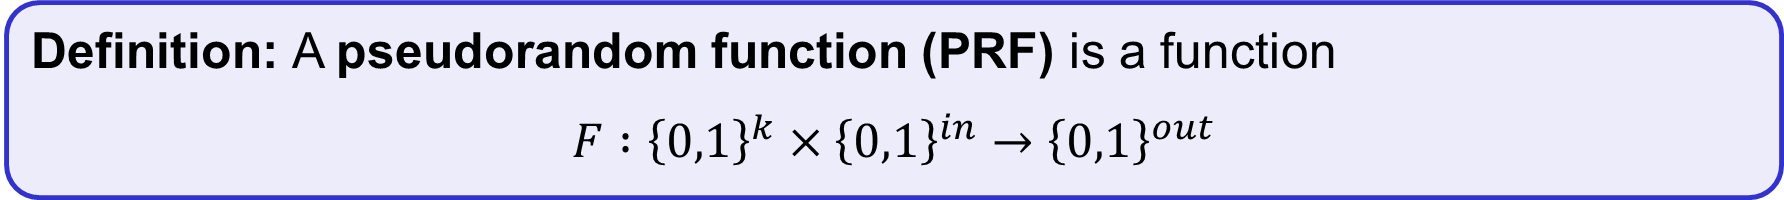 Definition: A pseudorandom function (PRF) is a function
𝐹 : {0,1}ᵏ × {0,1}ⁱⁿ → {0,1}ᵒᵘᵗ